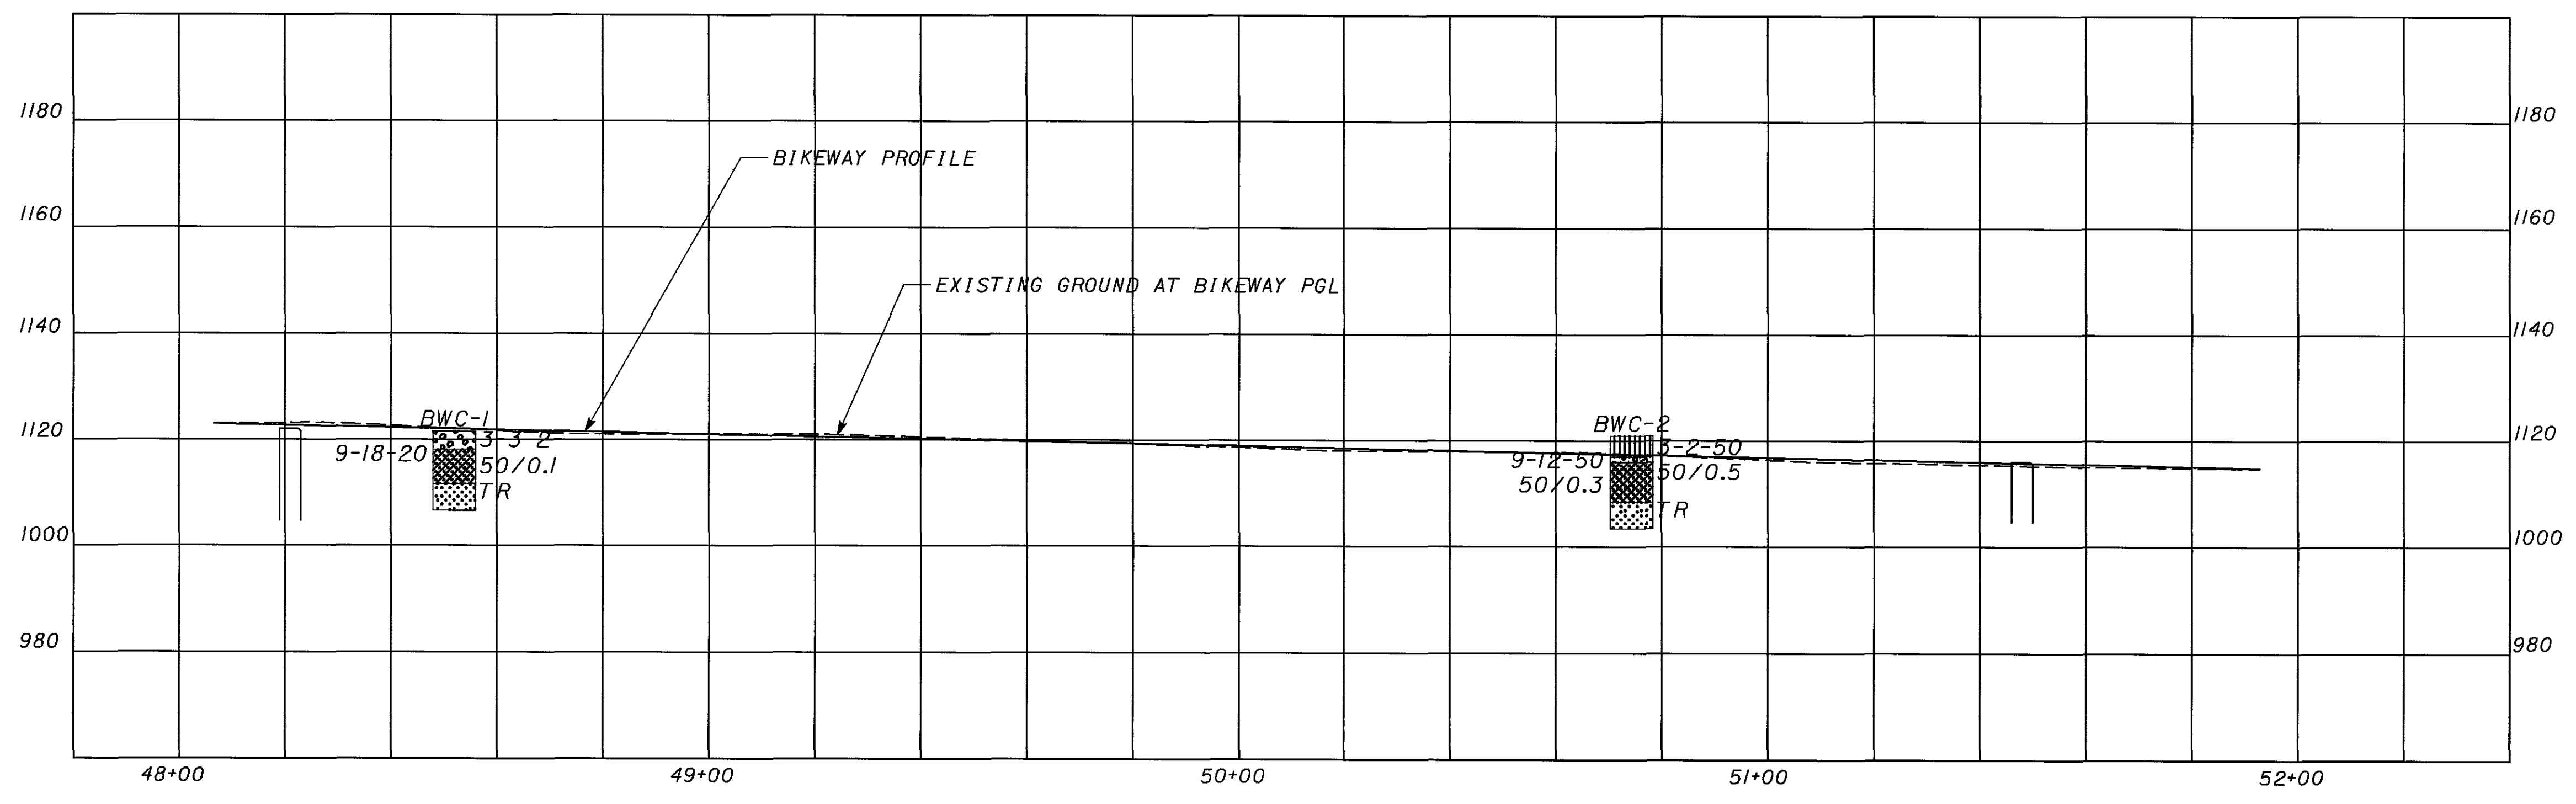 1180 1180
BIKEWAY PROFILE
1160 1160
EXISTING GROUND AT BIKEWAY PGL
1140 1140
BWC-1
BWC-2
1120 1120
3-3-2
3-2-50
9-18-20
9-12-50
50/0.1
50/0.5
50/0.3
TR
TR
1000 1000
980 980
48+00 49+00 50+00 51+00 52+00